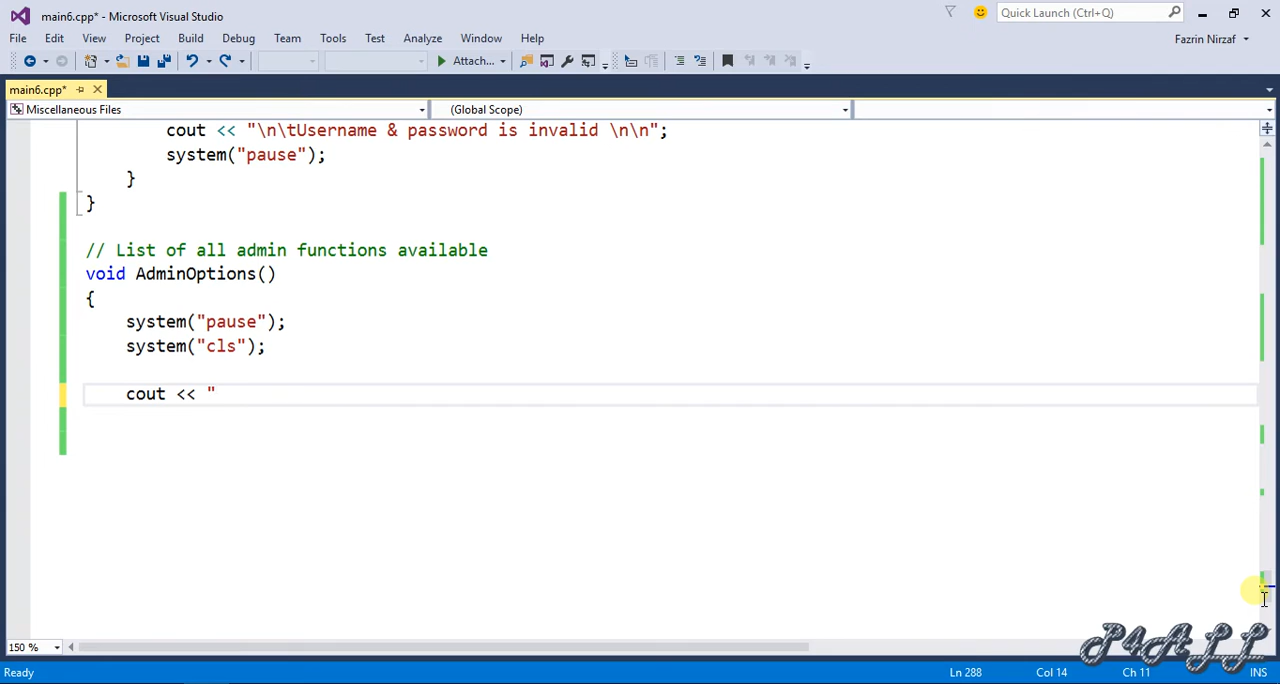 main6.cpp* - Microsoft Visual Studio
Quick Launch (Ctrl+Q)
File Edit View Project Build Debug Team Tools Test Analyze Window Help
Fazrin Nirzaf
Attach...
main6.cpp*
Miscellaneous Files
(Global Scope)
cout << "\n\tUsername & password is invalid \n\n";
system("pause");
}
}
// List of all admin functions available
void AdminOptions()
{
system("pause");
system("cls");
cout << "
150 %
P4ALL
Ready
Ln 288
Col 14
Ch 11
INS